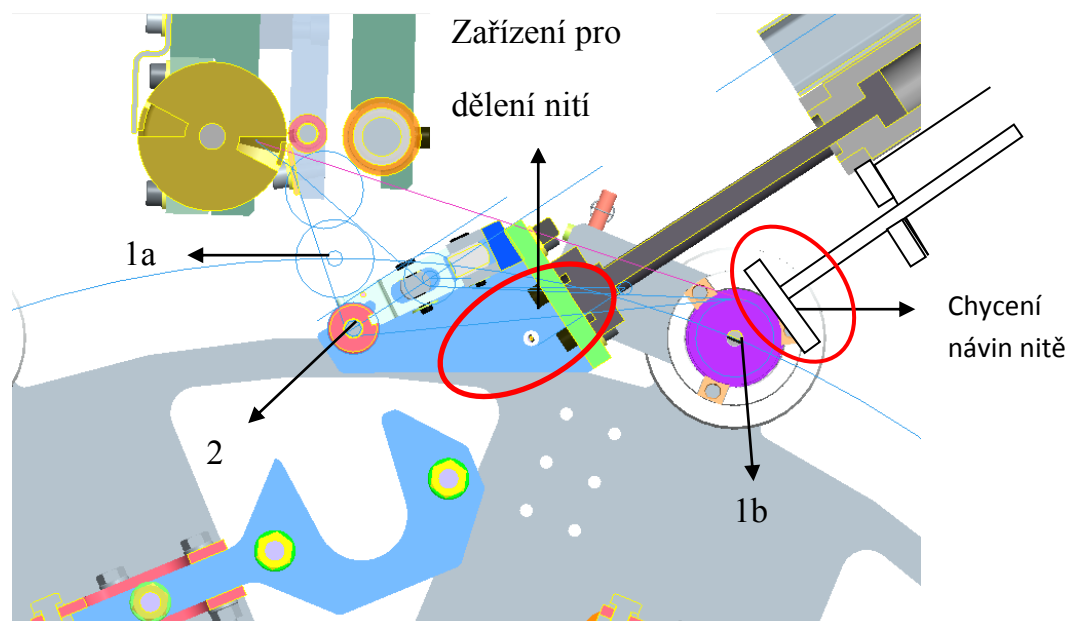 Zařízení pro
dělení nití
1a
Chycení
návin nitě
2
1b